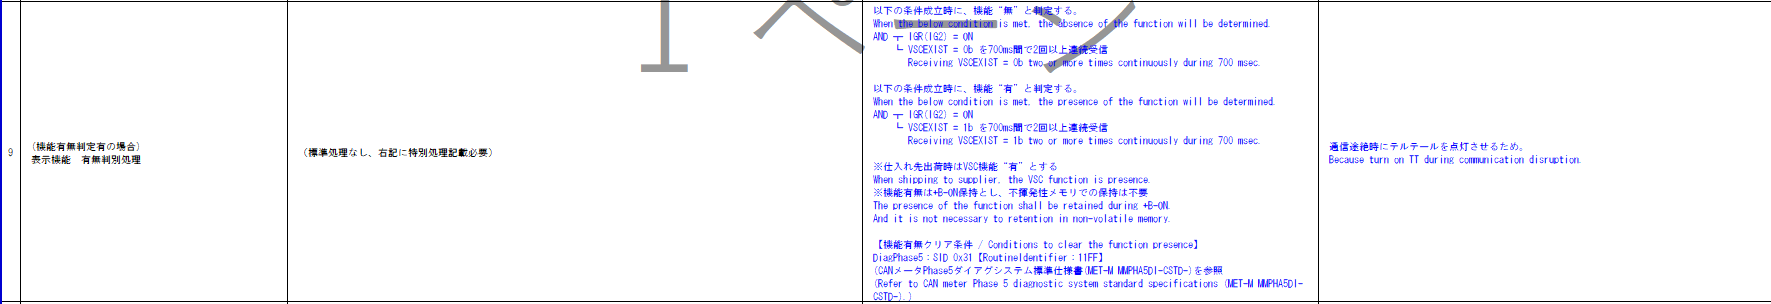 1 ページ
9
(機能有無判定有の場合)
表示機能　有無判別処理
(標準処理なし、右記に特別処理記載必要)
以下の条件成立時に、機能“無”と判定する。
When the below condition is met, the absence of the function will be determined.
AND ┬ IGR(IG2) = ON
└ VSCEXIST = 0b を700ms間で2回以上連続受信
Receiving VSCEXIST = 0b two or more times continuously during 700 msec.
以下の条件成立時に、機能“有”と判定する。
When the below condition is met, the presence of the function will be determined.
AND ┬ IGR(IG2) = ON
└ VSCEXIST = 1b を700ms間で2回以上連続受信
Receiving VSCEXIST = 1b two or more times continuously during 700 msec.
※仕入れ先出荷時はVSC機能“有”とする
When shipping to supplier, the VSC function is presence.
※機能有無は+B-ON保持とし、不揮発性メモリでの保持は不要
The presence of the function shall be retained during +B-ON.
And it is not necessary to retention in non-volatile memory.
【機能有無クリア条件 / Conditions to clear the function presence】
DiagPhase5：SID 0x31【RoutineIdentifier：11FF】
(CANメータPhase5ダイアグシステム標準仕様書(MET-M MMPHA5DI-CSTD-)を参照
(Refer to CAN meter Phase 5 diagnostic system standard specifications (MET-M MMPHA5DI-
CSTD-).)
通信途絶時にテルテールを点灯させるため。
Because turn on TT during communication disruption.